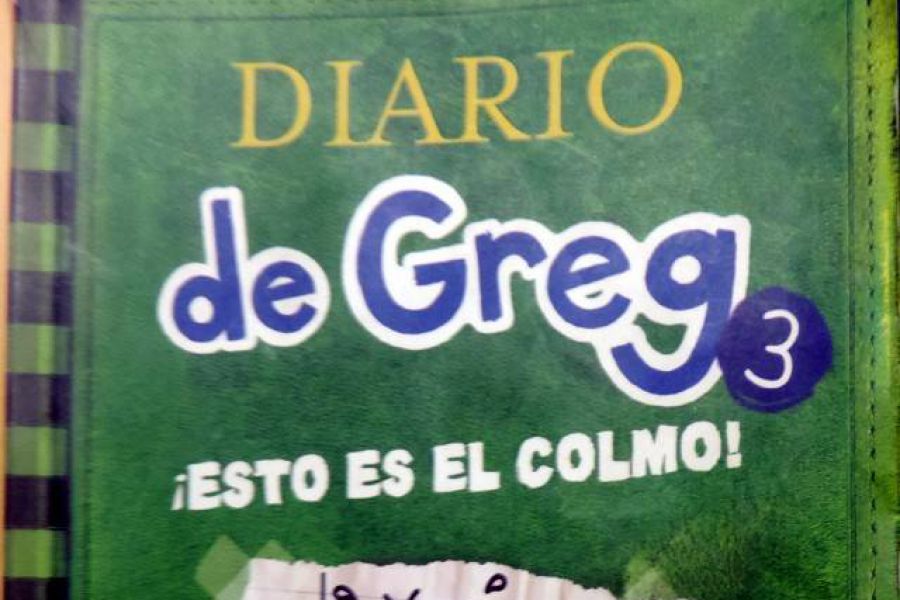 DIARIO
de Greg 3
¡ESTO ES EL COLMO!